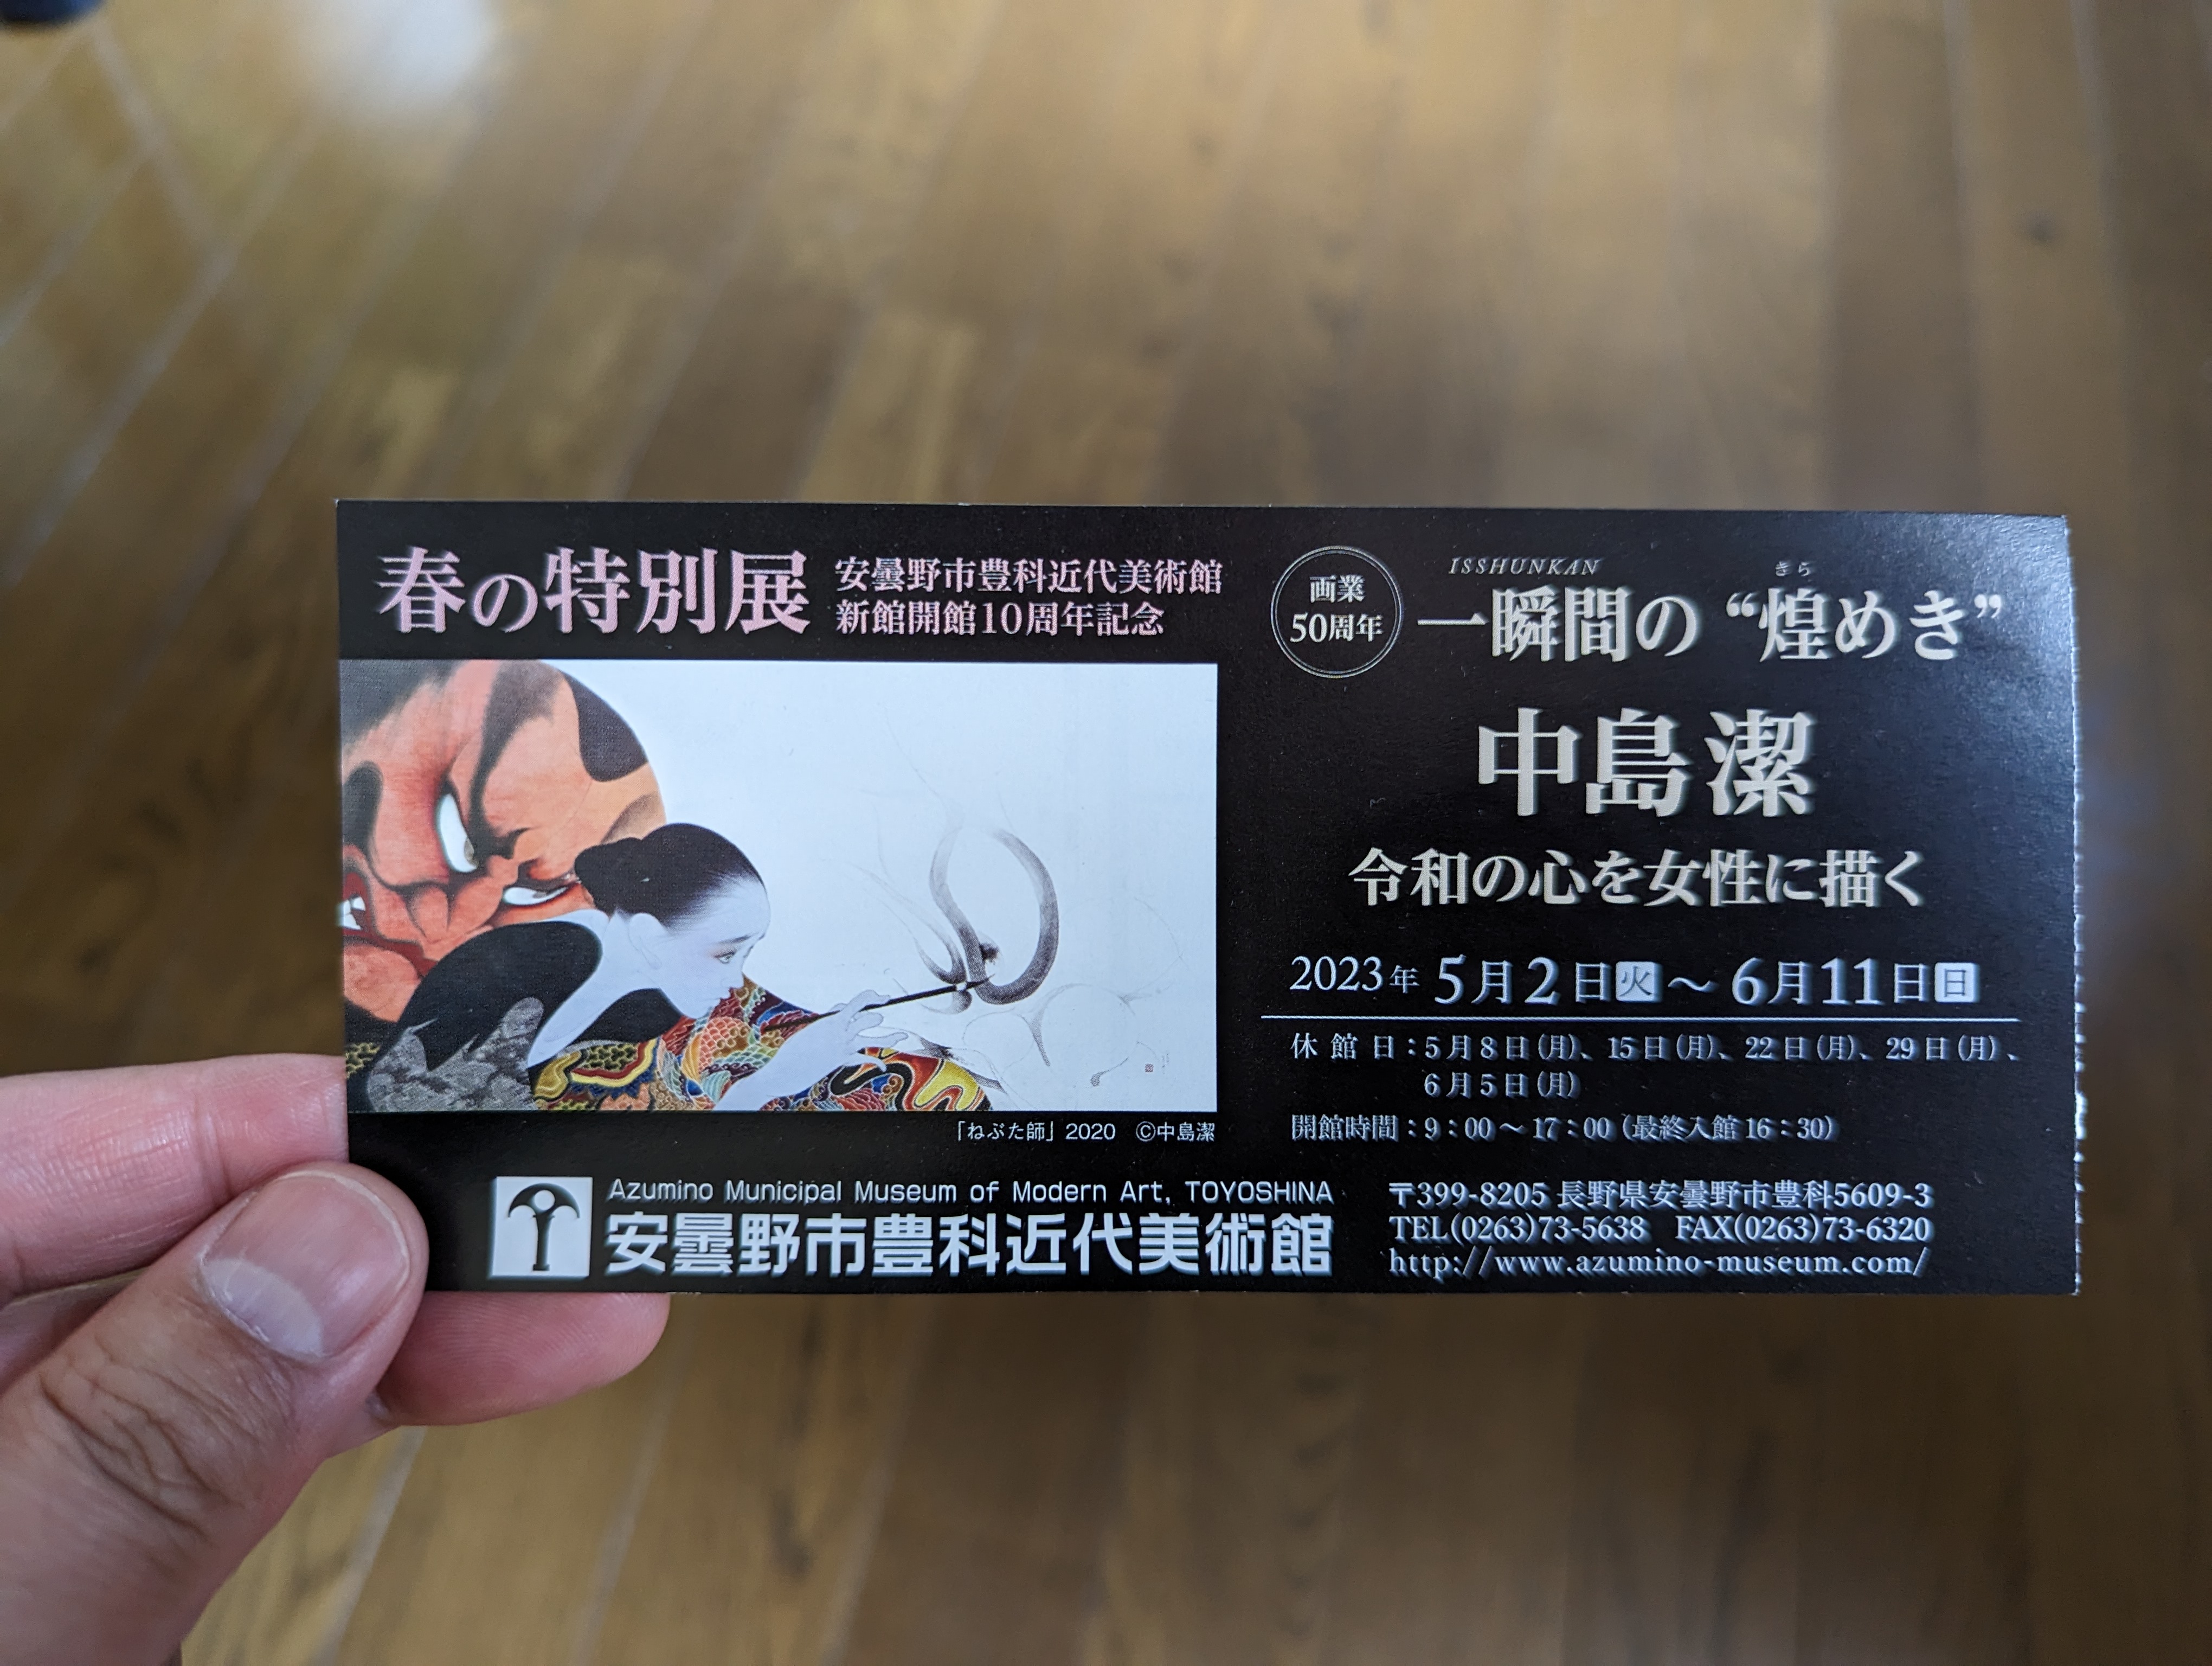 春の特別展
安曇野市豊科近代美術館
新館開館10周年記念
「ねぶた師」2020 ©中島潔
画業
50周年
ISSHUNKAN
きら
一瞬間の“煌めき”
中島潔
令和の心を女性に描く
2023年 5月2日火～6月11日日
休館日：5月8日（月）、15日（月）、22日（月）、29日（月）、
6月5日（月）
開館時間：9：00～17：00（最終入館16：30）
Azumino Municipal Museum of Modern Art, TOYOSHINA
安曇野市豊科近代美術館
〒399-8205 長野県安曇野市豊科5609-3
TEL(0263)73-5638 FAX(0263)73-6320
http://www.azumino-museum.com/